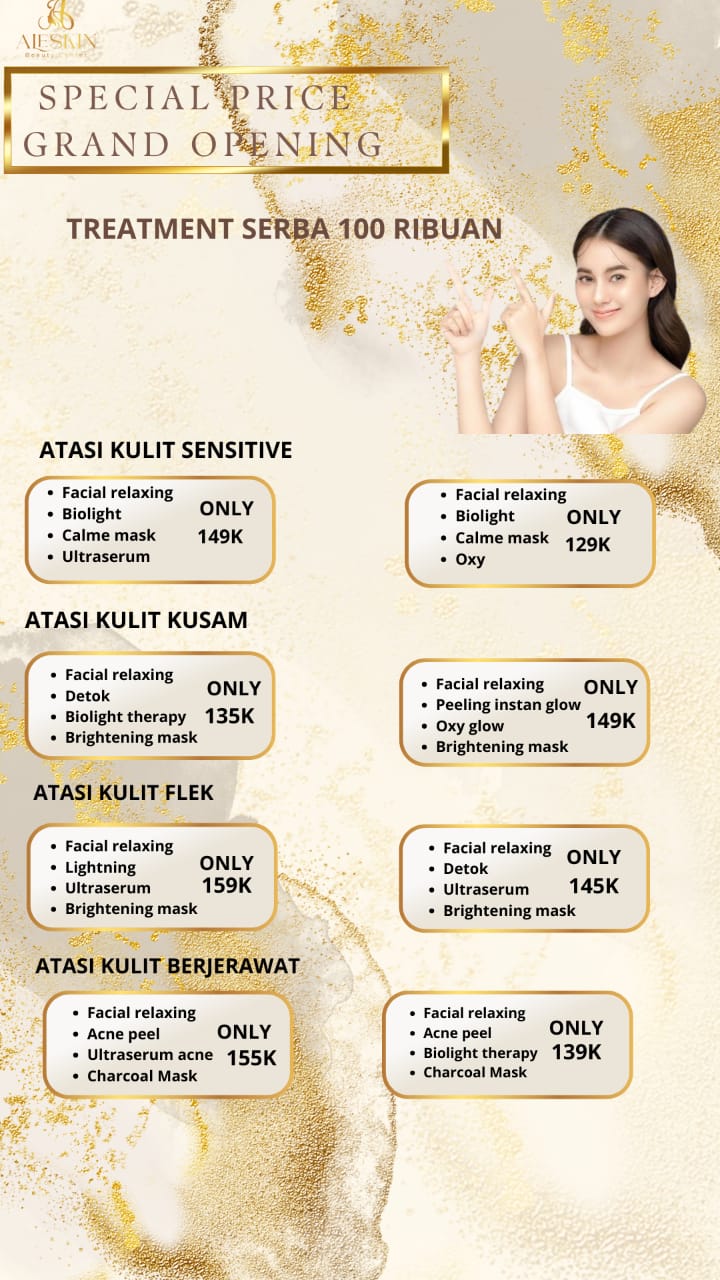 ALESKIN
Beauty Center
SPECIAL PRICE
GRAND OPENING
TREATMENT SERBA 100 RIBUAN
ATASI KULIT SENSITIVE
• Facial relaxing
• Biolight
• Calme mask
• Ultraserum
ONLY
149K
• Facial relaxing
• Biolight
• Calme mask
• Oxy
ONLY
129K
ATASI KULIT KUSAM
• Facial relaxing
• Detok
• Biolight therapy
• Brightening mask
ONLY
135K
• Facial relaxing
• Peeling instan glow
• Oxy glow
• Brightening mask
ONLY
149K
ATASI KULIT FLEK
• Facial relaxing
• Lightning
• Ultraserum
• Brightening mask
ONLY
159K
• Facial relaxing
• Detok
• Ultraserum
• Brightening mask
ONLY
145K
ATASI KULIT BERJERAWAT
• Facial relaxing
• Acne peel
• Ultraserum acne
• Charcoal Mask
ONLY
155K
• Facial relaxing
• Acne peel
• Biolight therapy
• Charcoal Mask
ONLY
139K